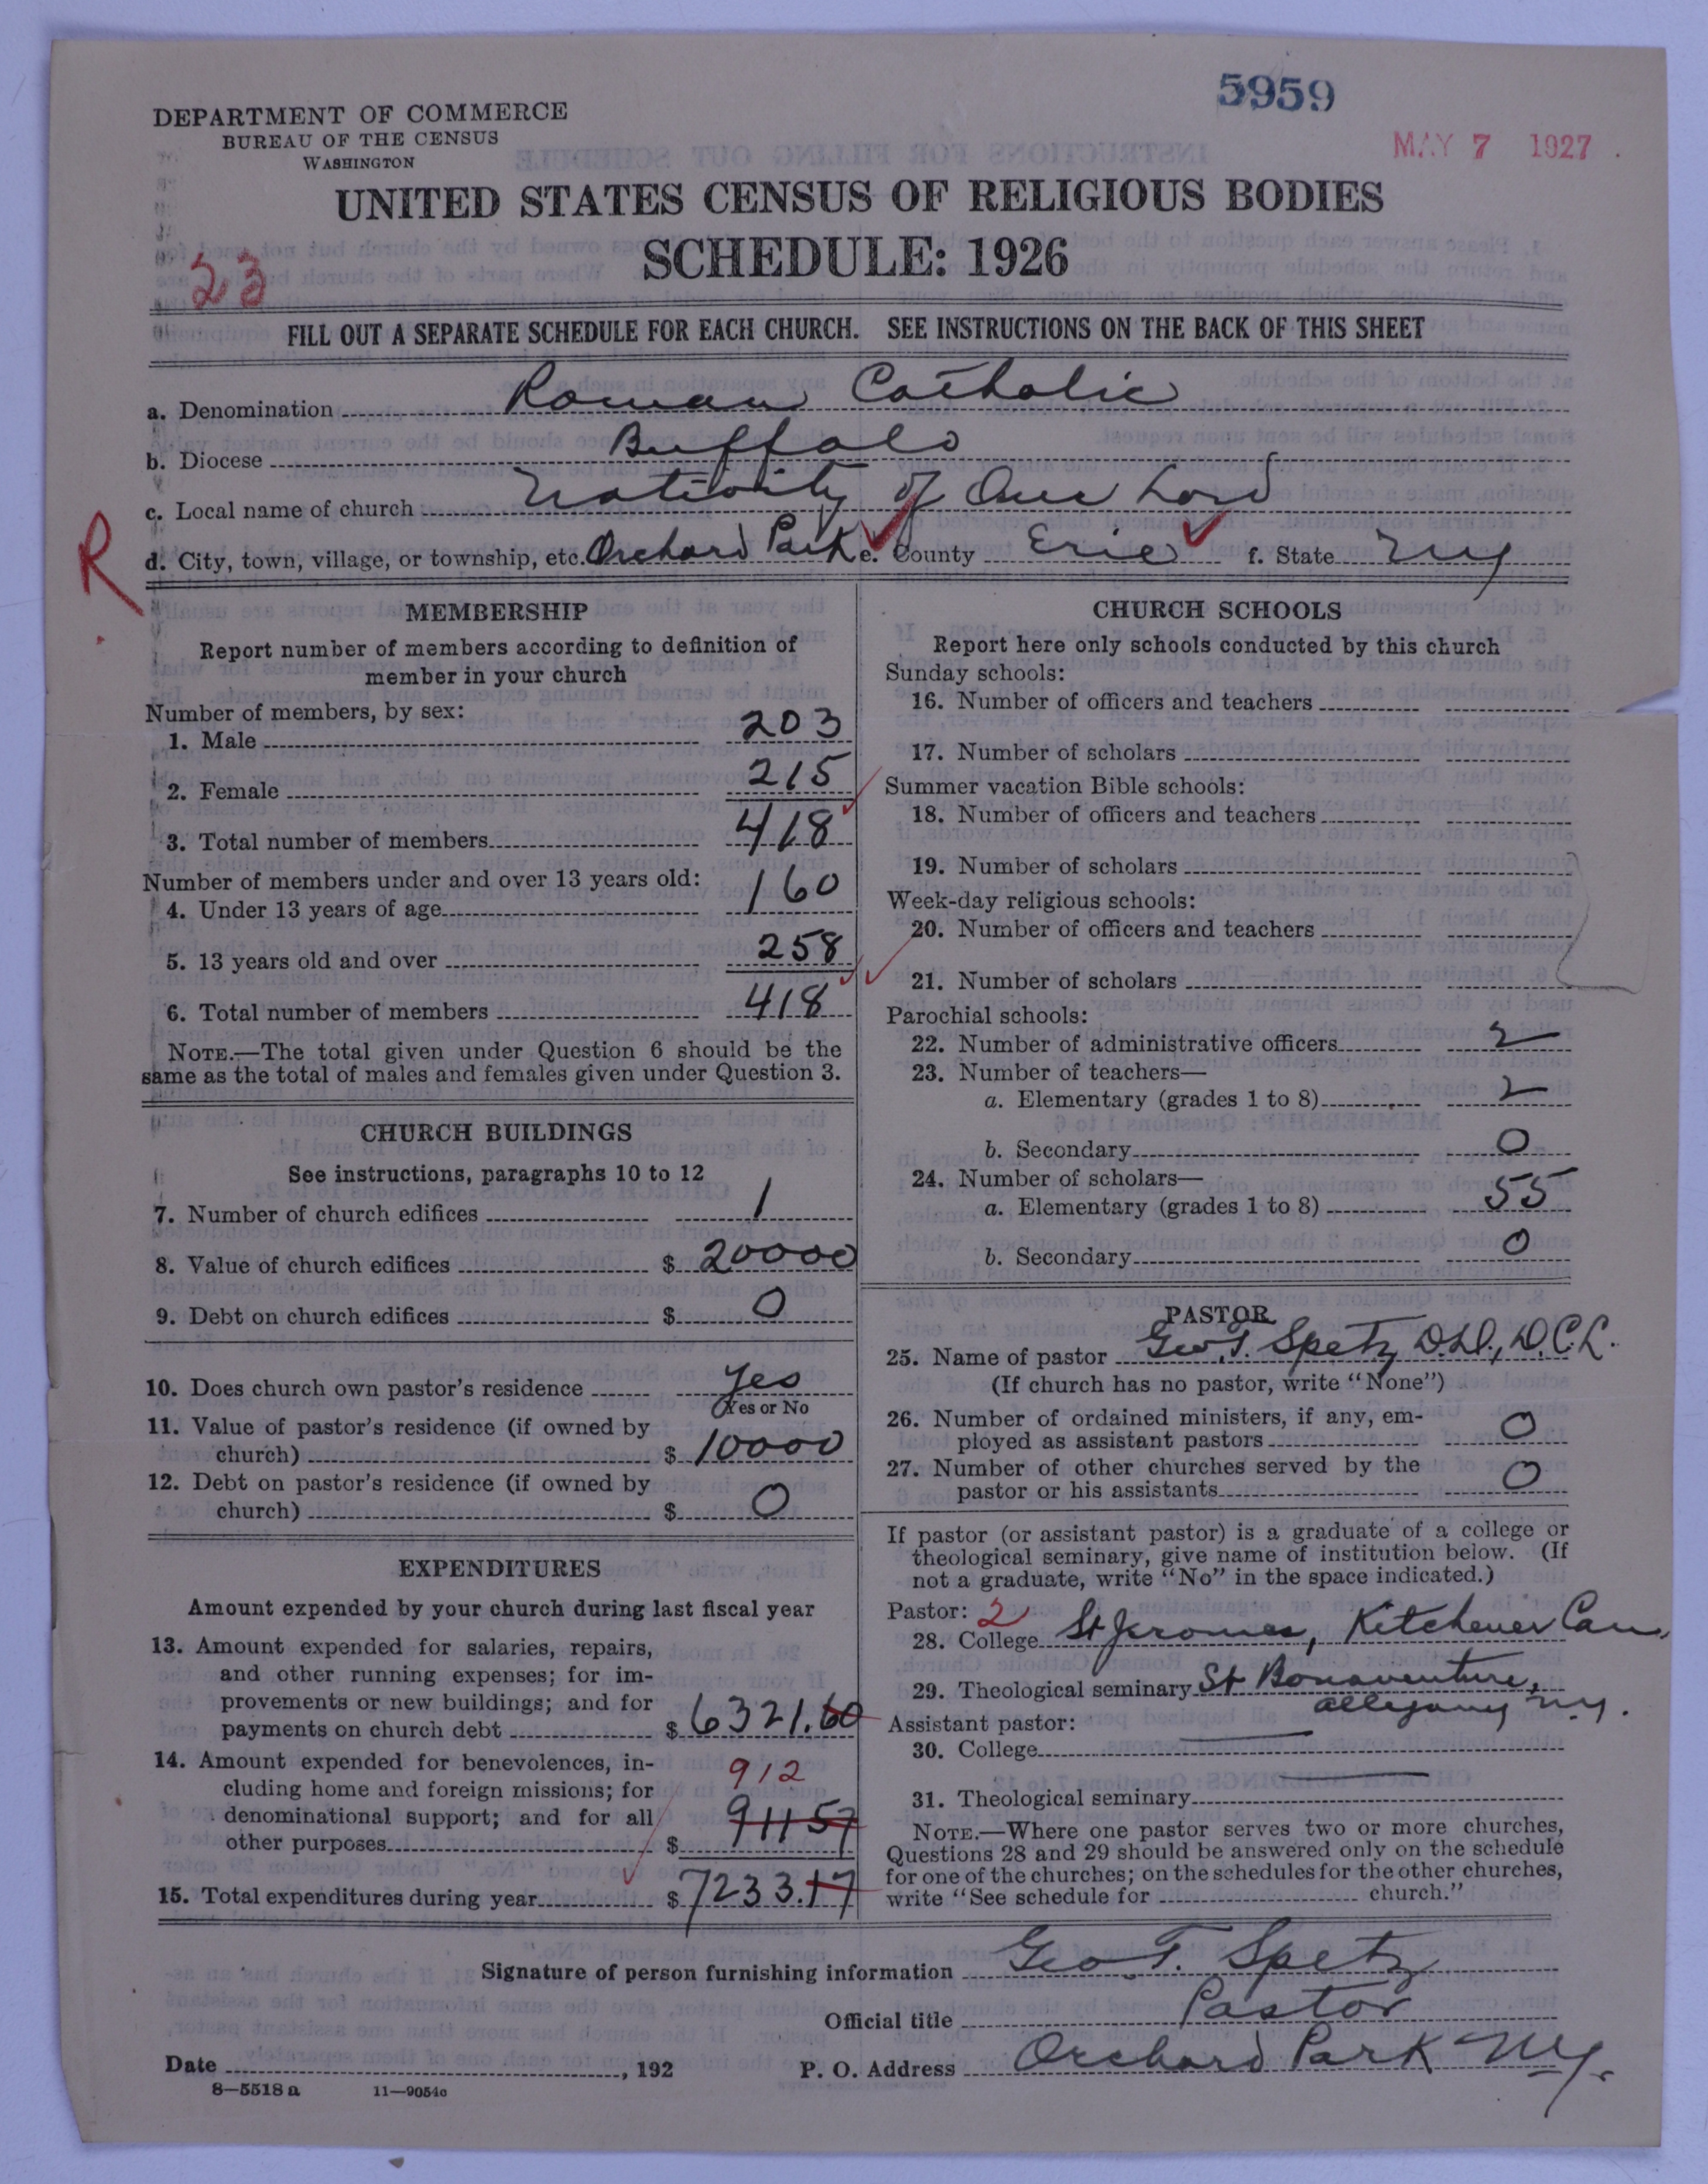 5959
DEPARTMENT OF COMMERCE
BUREAU OF THE CENSUS
WASHINGTON
MAY 7 1927
UNITED STATES CENSUS OF RELIGIOUS BODIES
SCHEDULE: 1926
23
FILL OUT A SEPARATE SCHEDULE FOR EACH CHURCH. SEE INSTRUCTIONS ON THE BACK OF THIS SHEET
a. Denomination Roman Catholic
b. Diocese Buffalo
c. Local name of church Nativity of Our Lord
R
d. City, town, village, or township, etc. Orchard Park e. County Erie f. State NY
MEMBERSHIP
Report number of members according to definition of
member in your church
Number of members, by sex:
1. Male 203
2. Female 215
3. Total number of members 418
Number of members under and over 13 years old:
4. Under 13 years of age 160
5. 13 years old and over 258
6. Total number of members 418
NOTE.—The total given under Question 6 should be the
same as the total of males and females given under Question 3.
CHURCH BUILDINGS
See instructions, paragraphs 10 to 12
7. Number of church edifices 1
8. Value of church edifices $ 20000
9. Debt on church edifices $ 0
10. Does church own pastor's residence Yes
Yes or No
11. Value of pastor's residence (if owned by
church) $ 10000
12. Debt on pastor's residence (if owned by
church) $ 0
EXPENDITURES
Amount expended by your church during last fiscal year
13. Amount expended for salaries, repairs,
and other running expenses; for im-
provements or new buildings; and for
payments on church debt $ 6321.60
14. Amount expended for benevolences, in-
cluding home and foreign missions; for 912
denominational support; and for all
other purposes $ 911 57
15. Total expenditures during year $ 7233.17
CHURCH SCHOOLS
Report here only schools conducted by this church
Sunday schools:
16. Number of officers and teachers
17. Number of scholars
Summer vacation Bible schools:
18. Number of officers and teachers
19. Number of scholars
Week-day religious schools:
20. Number of officers and teachers
21. Number of scholars
Parochial schools:
22. Number of administrative officers 2
23. Number of teachers—
a. Elementary (grades 1 to 8) 2
b. Secondary 0
24. Number of scholars—
a. Elementary (grades 1 to 8) 55
b. Secondary 0
PASTOR
25. Name of pastor Geo. T. Spetz D.D., D.C.L.
(If church has no pastor, write "None")
26. Number of ordained ministers, if any, em-
ployed as assistant pastors 0
27. Number of other churches served by the
pastor or his assistants 0
If pastor (or assistant pastor) is a graduate of a college or
theological seminary, give name of institution below. (If
not a graduate, write "No" in the space indicated.)
Pastor: 2
28. College St Jeromes, Kitchener Can.
29. Theological seminary St Bonaventure,
Allegany N.Y.
Assistant pastor:
30. College
31. Theological seminary
NOTE.—Where one pastor serves two or more churches,
Questions 28 and 29 should be answered only on the schedule
for one of the churches; on the schedules for the other churches,
write "See schedule for church."
Signature of person furnishing information Geo T. Spetz
Official title Pastor
Date , 192 P. O. Address Orchard Park N.Y.
8—5518 a 11—9054c